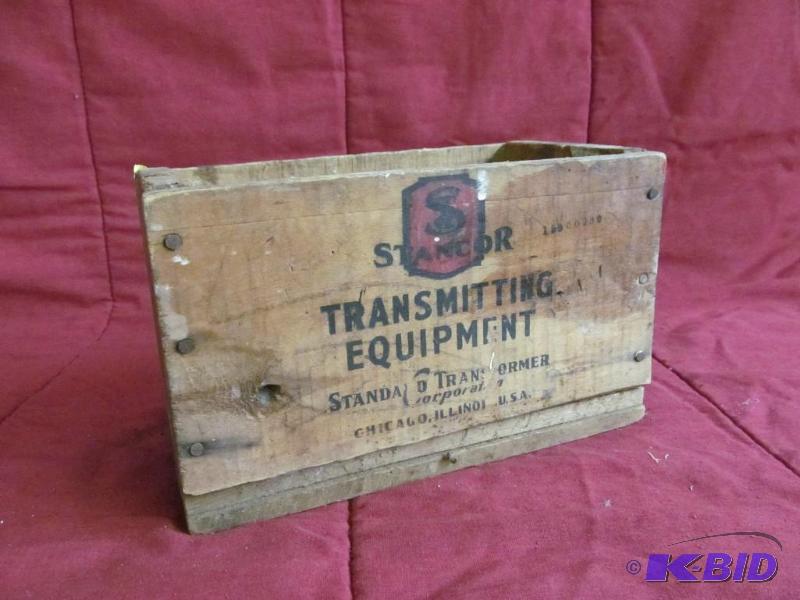 S
STANCOR
TRANSMITTING
EQUIPMENT
STANDARD TRANSFORMER
Corporation
CHICAGO, ILLINOIS U.S.A.
© K-BID